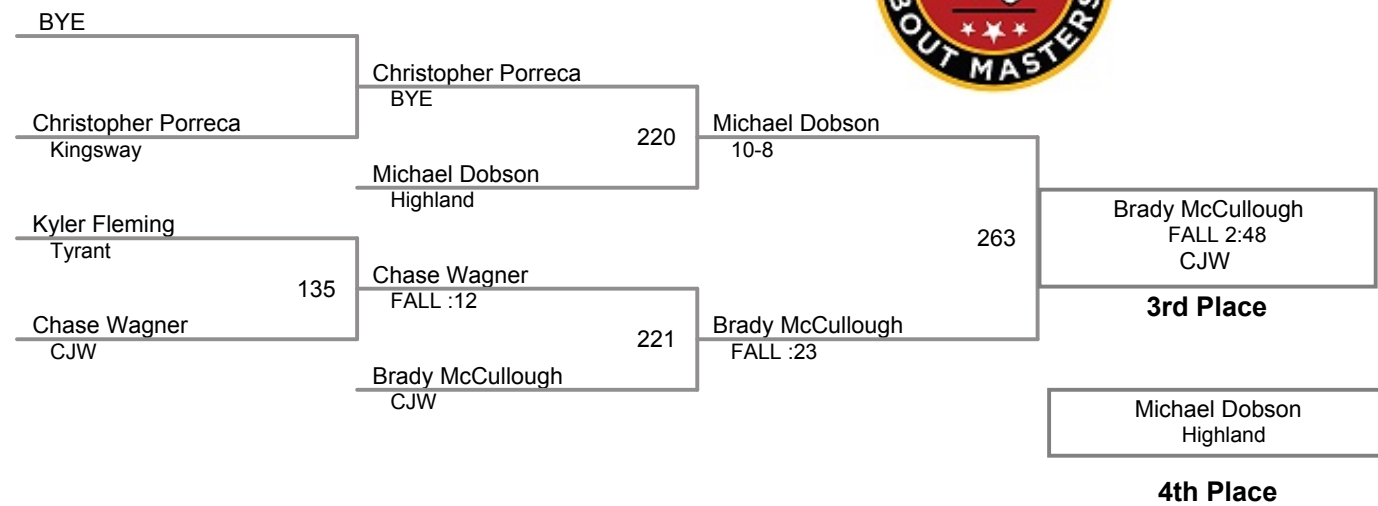 BOUT MASTERS
BYE
Christopher Porreca
BYE
Christopher Porreca
Kingsway
220
Michael Dobson
10-8
Michael Dobson
Highland
Kyler Fleming
Tyrant
263
Brady McCullough
FALL 2:48
CJW
3rd Place
135
Chase Wagner
FALL :12
Chase Wagner
CJW
221
Brady McCullough
FALL :23
Brady McCullough
CJW
Michael Dobson
Highland
4th Place